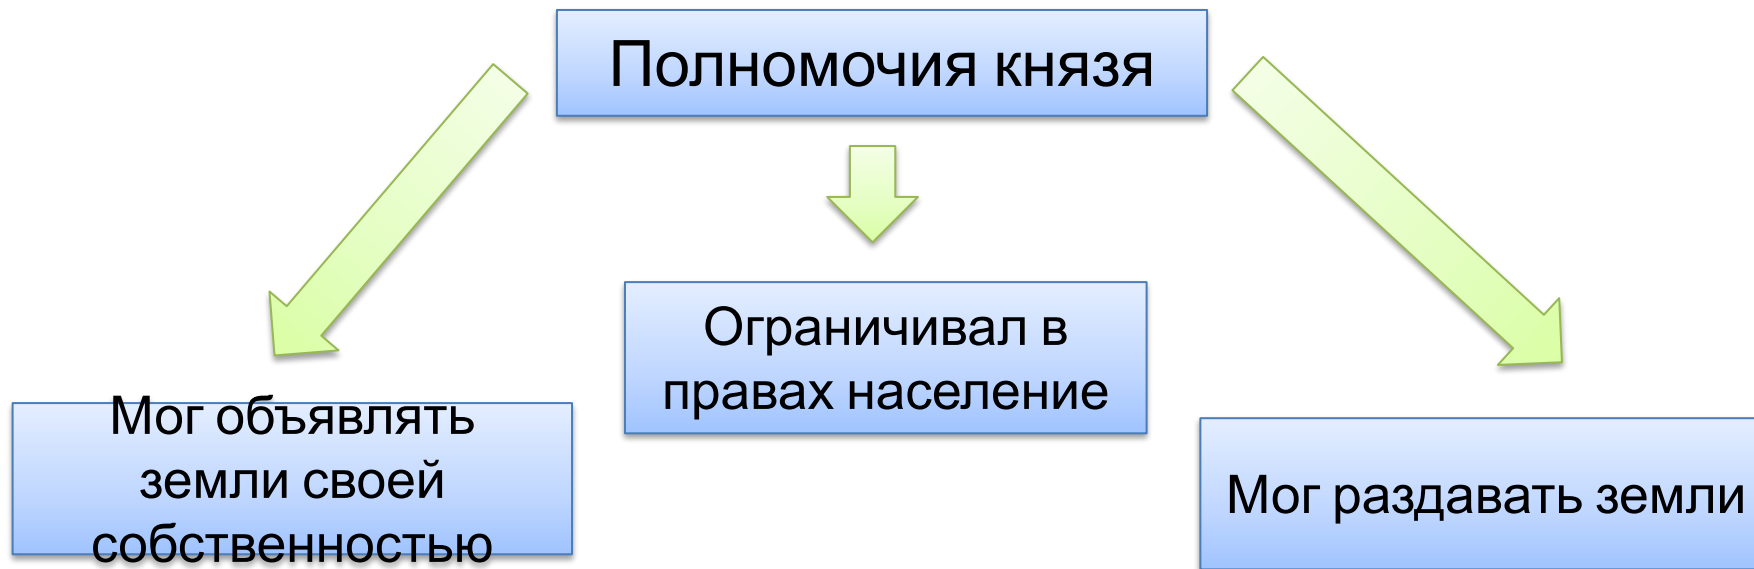 Полномочия князя
Ограничивал в
правах население
Мог объявлять
земли своей
собственностью
Мог раздавать земли